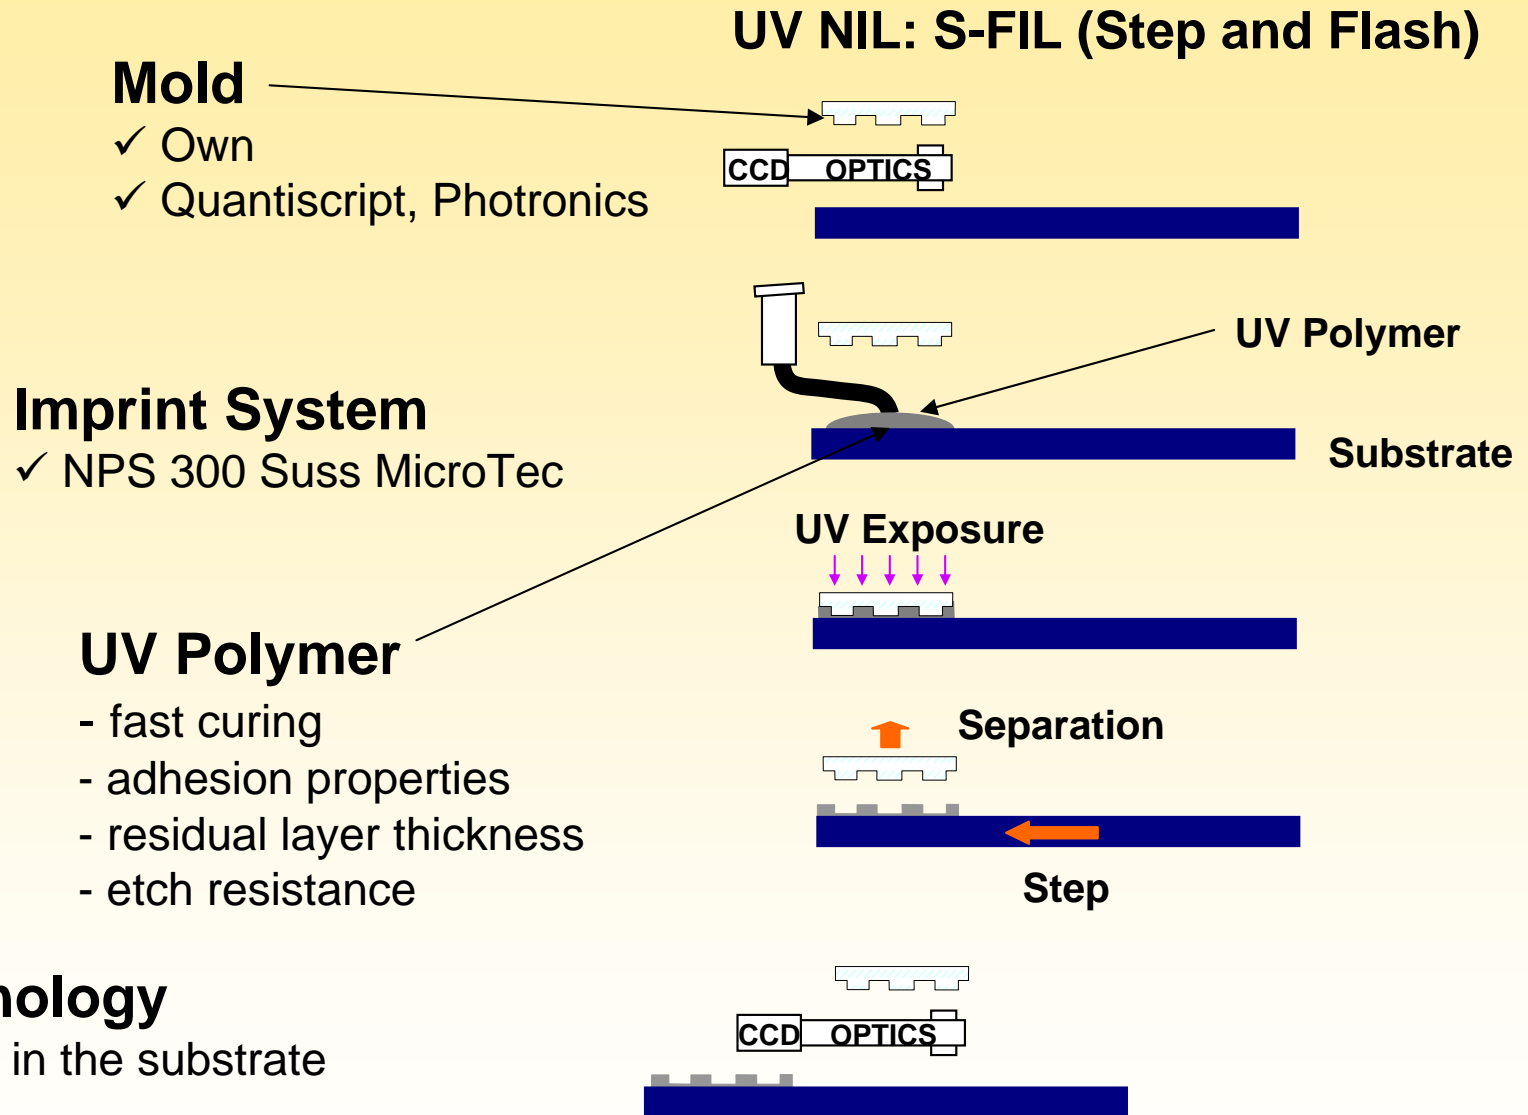 UV NIL: S-FIL (Step and Flash)
Mold
✓ Own
✓ Quantiscript, Photronics
CCD OPTICS
UV Polymer
Imprint System
✓ NPS 300 Suss MicroTec
Substrate
UV Exposure
UV Polymer
- fast curing
- adhesion properties
- residual layer thickness
- etch resistance
Separation
Step
nology
in the substrate
CCD OPTICS